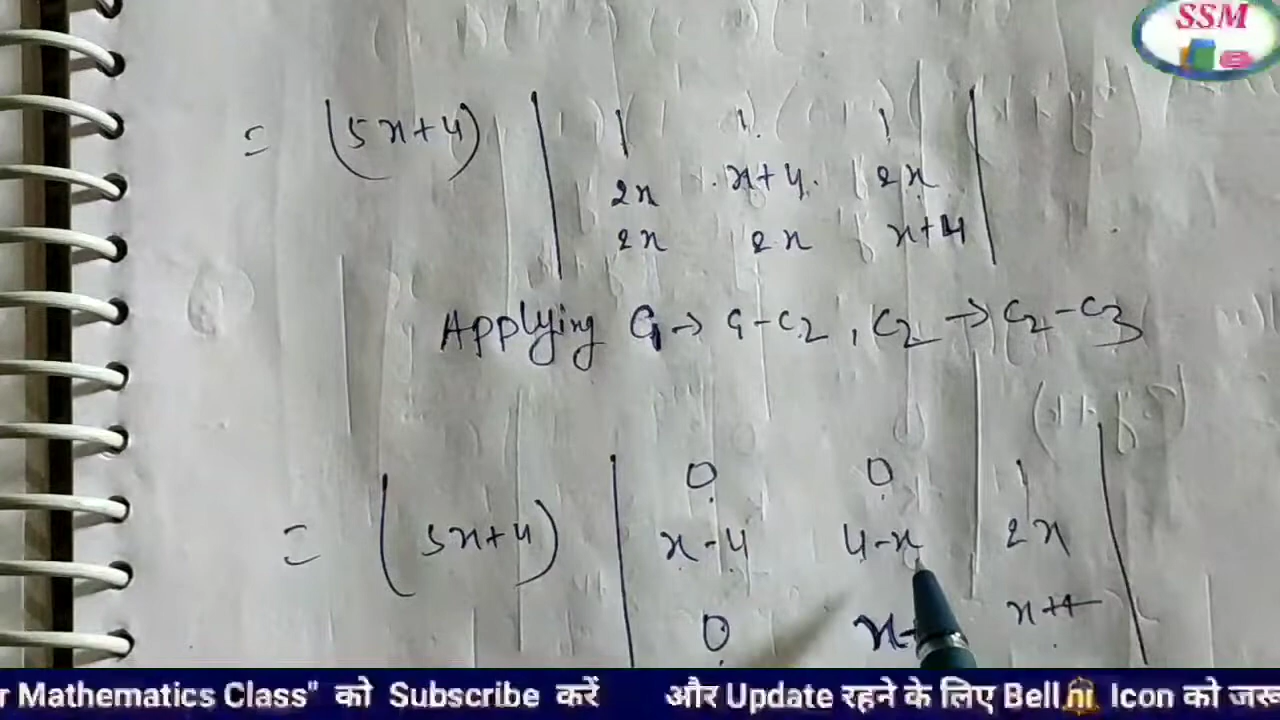 SSM
= (5x+4) | 1 1 1 |
| 2x x+4 2x |
| 2x 2x x+4 |
Applying C1 → C1-C2 , C2 → C2-C3
= (5x+4) | 0 0 1 |
| x-4 4-x 2x |
| 0 x- x+4 |
r Mathematics Class" को Subscribe करें और Update रहने के लिए Bell Icon को जरू